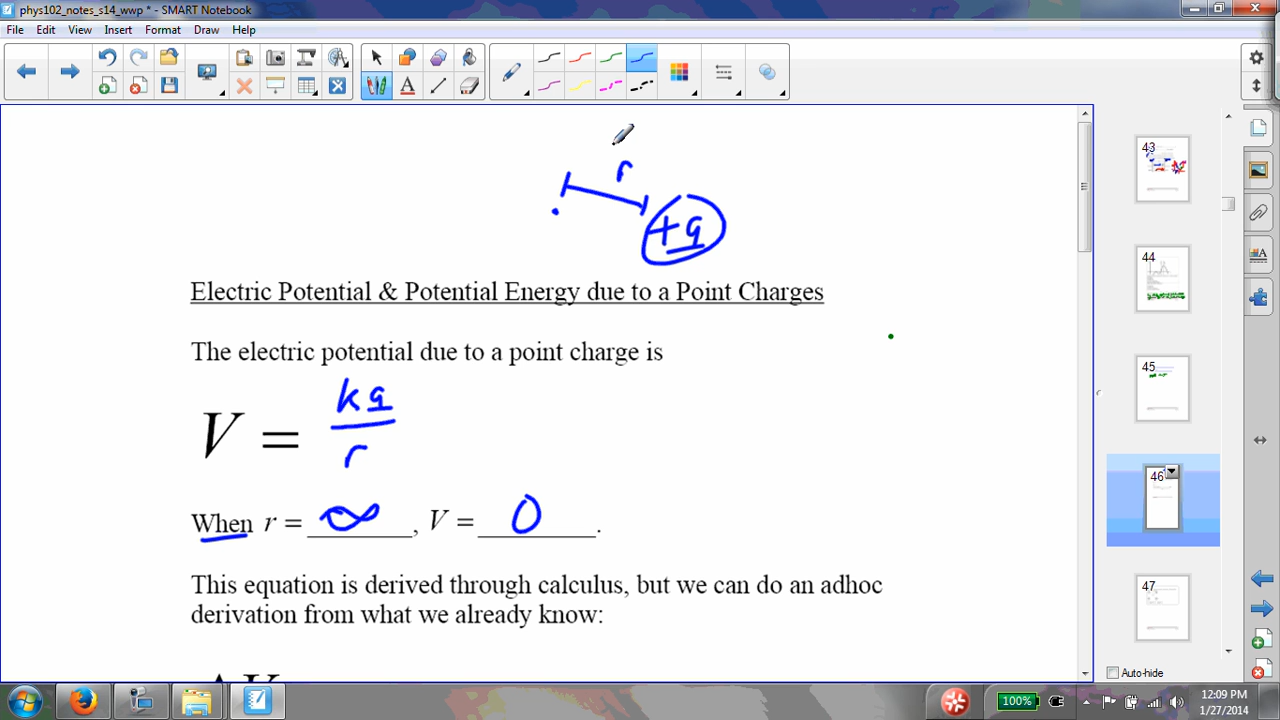 phys102_notes_s14_wwp * - SMART Notebook
File Edit View Insert Format Draw Help
r
+q
Electric Potential & Potential Energy due to a Point Charges
The electric potential due to a point charge is
V = kq/r
When r = ∞, V = 0.
This equation is derived through calculus, but we can do an adhoc
derivation from what we already know:
43
44
45
46
47
Auto-hide
100%
12:09 PM
1/27/2014